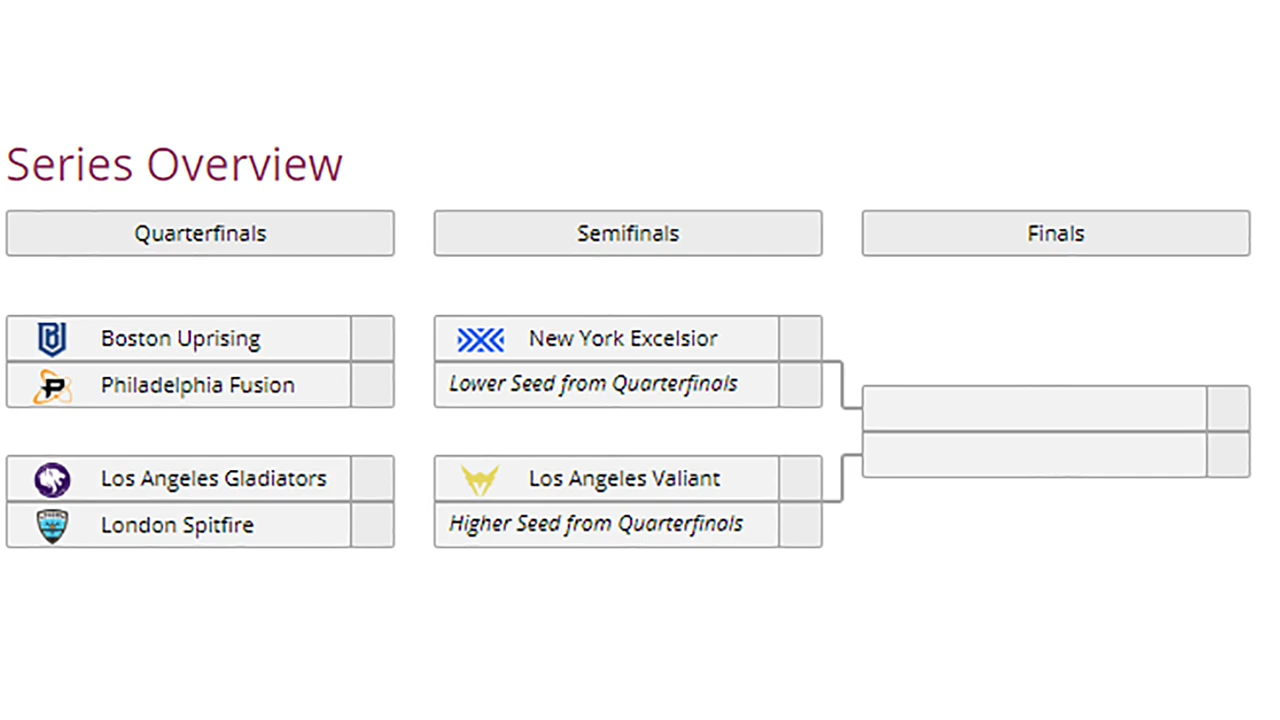 Series Overview
Quarterfinals
Semifinals
Finals
Boston Uprising
Philadelphia Fusion
Los Angeles Gladiators
London Spitfire
New York Excelsior
Lower Seed from Quarterfinals
Los Angeles Valiant
Higher Seed from Quarterfinals